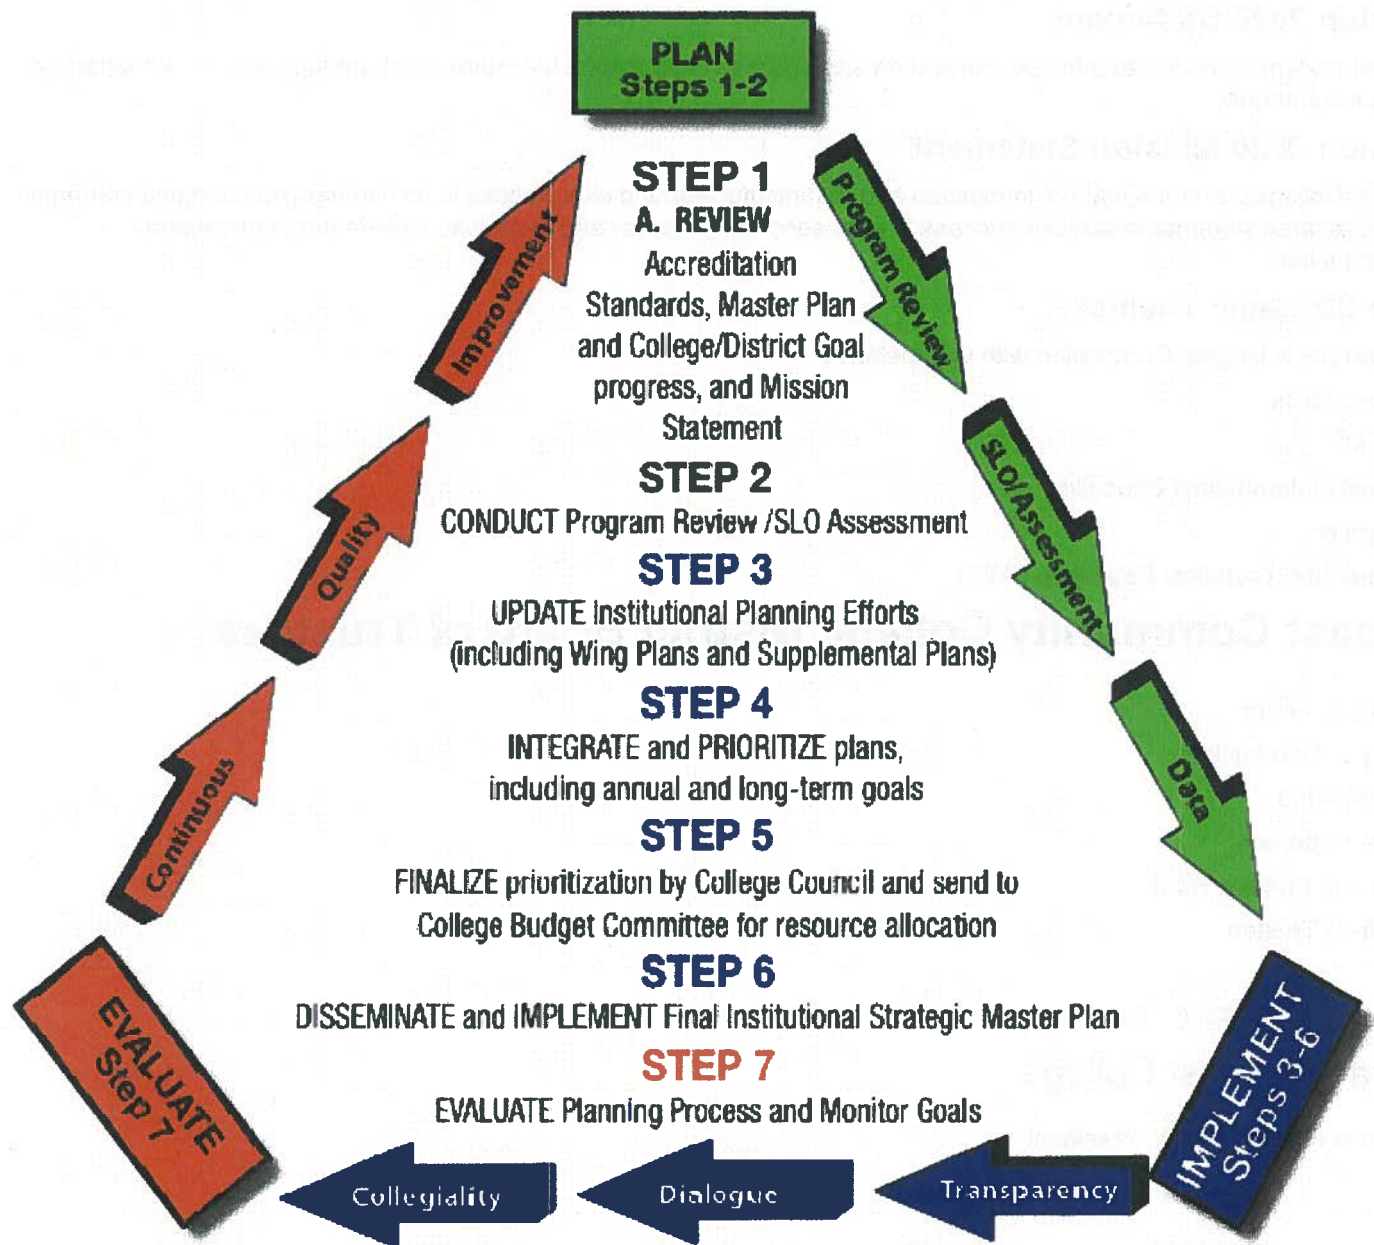 PLAN
Steps 1-2
STEP 1
A. REVIEW
Accreditation
Standards, Master Plan
and College/District Goal
progress, and Mission
Statement
STEP 2
CONDUCT Program Review /SLO Assessment
STEP 3
UPDATE Institutional Planning Efforts
(including Wing Plans and Supplemental Plans)
STEP 4
INTEGRATE and PRIORITIZE plans,
including annual and long-term goals
STEP 5
FINALIZE prioritization by College Council and send to
College Budget Committee for resource allocation
STEP 6
DISSEMINATE and IMPLEMENT Final Institutional Strategic Master Plan
STEP 7
EVALUATE Planning Process and Monitor Goals
Program Review
SLO/Assessment
Data
IMPLEMENT
Steps 3-6
Transparency
Dialogue
Collegiality
EVALUATE
Step 7
Continuous
Quality
Improvement